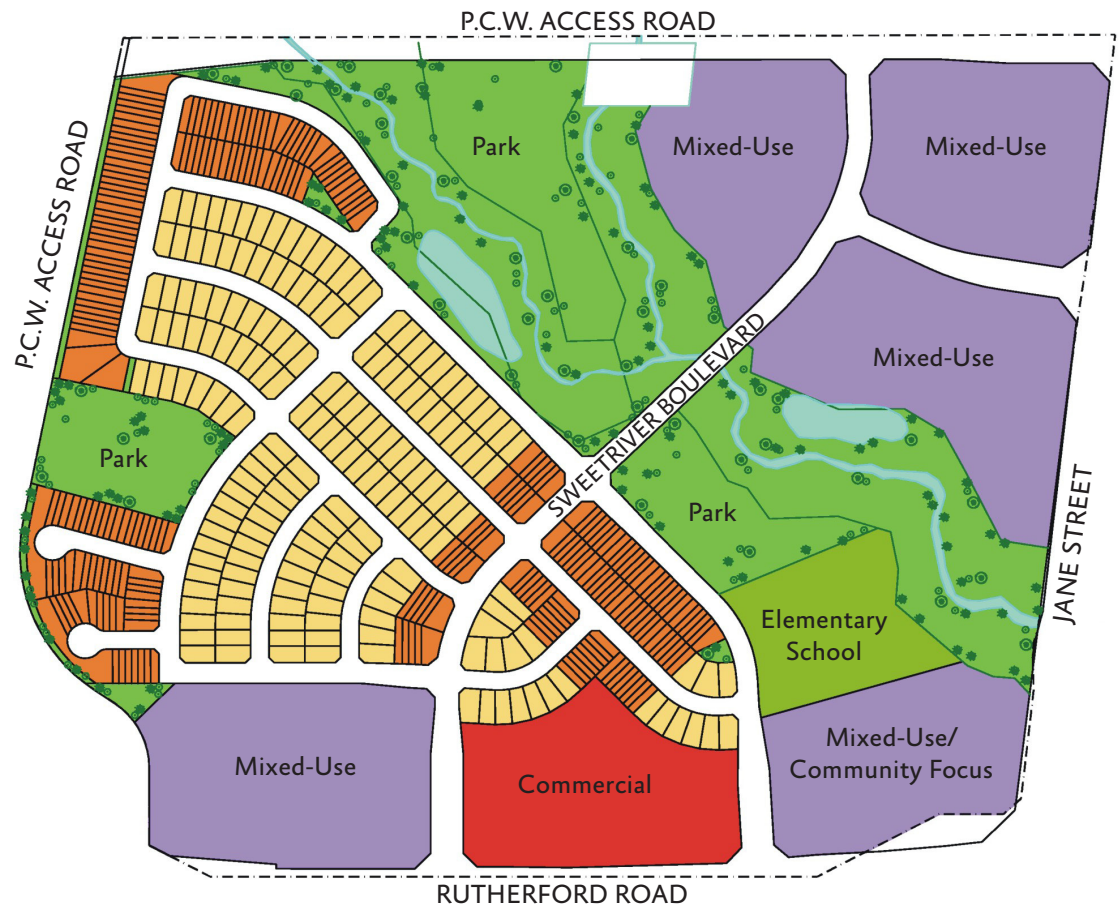 P.C.W. ACCESS ROAD
Park
Mixed-Use
Mixed-Use
P.C.W. ACCESS ROAD
SWEETRIVER BOULEVARD
Mixed-Use
Park
Park
JANE STREET
Elementary
School
Mixed-Use
Commercial
Mixed-Use/
Community Focus
RUTHERFORD ROAD